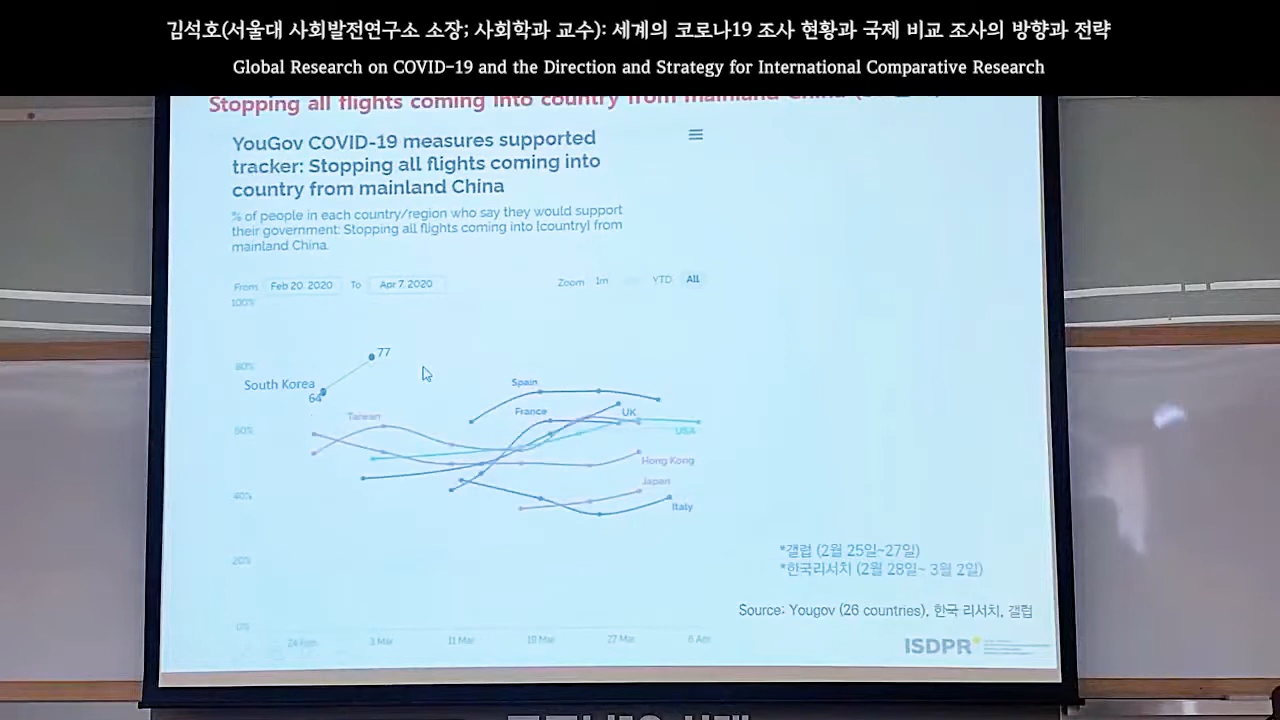 김석호(서울대 사회발전연구소 소장; 사회학과 교수): 세계의 코로나19 조사 현황과 국제 비교 조사의 방향과 전략
Global Research on COVID-19 and the Direction and Strategy for International Comparative Research
Stopping all flights coming into country from mainland China
YouGov COVID-19 measures supported
tracker: Stopping all flights coming into
country from mainland China
% of people in each country/region who say they would support
their government: Stopping all flights coming into [country] from
mainland China.
From Feb 20, 2020 To Apr 7, 2020
Zoom 1m YTD All
100%
77
80%
South Korea
64
Spain
Taiwan
France
UK
60%
USA
Hong Kong
Japan
40%
Italy
*갤럽 (2월 25일~27일)
20%
*한국리서치 (2월 28일~ 3월 2일)
Source: Yougov (26 countries), 한국 리서치, 갤럽
0%
3 Mar
11 Mar
19 Mar
27 Mar
ISDPR